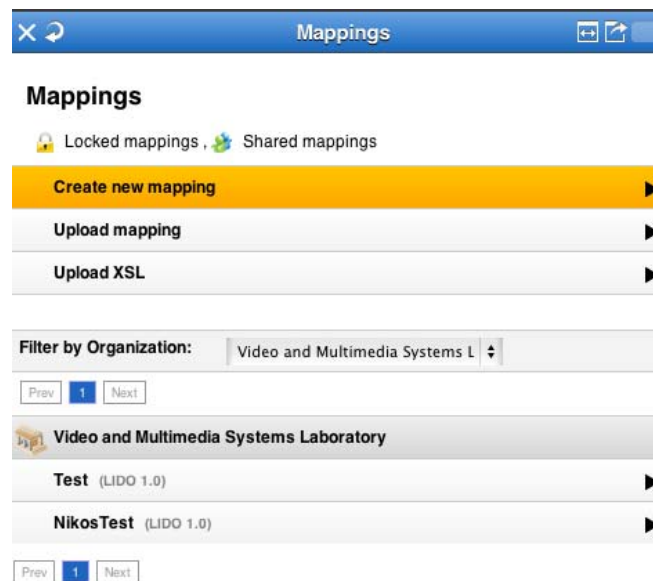 Mappings
Mappings
Locked mappings , Shared mappings
Create new mapping
Upload mapping
Upload XSL
Filter by Organization: Video and Multimedia Systems L
Prev 1 Next
Video and Multimedia Systems Laboratory
Test (LIDO 1.0)
NikosTest (LIDO 1.0)
Prev 1 Next